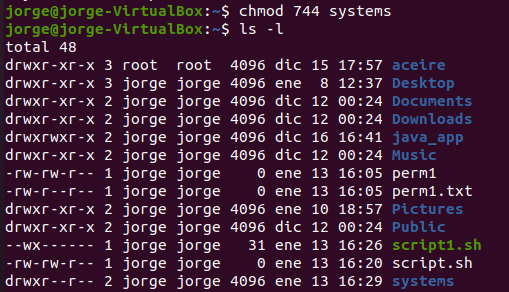 jorge@jorge-VirtualBox:~$ chmod 744 systems
jorge@jorge-VirtualBox:~$ ls -l
total 48
drwxr-xr-x 3 root  root  4096 dic 15 17:57 aceire
drwxr-xr-x 3 jorge jorge 4096 ene  8 12:37 Desktop
drwxr-xr-x 2 jorge jorge 4096 dic 12 00:24 Documents
drwxr-xr-x 2 jorge jorge 4096 dic 12 00:24 Downloads
drwxrwxr-x 2 jorge jorge 4096 dic 16 16:41 java_app
drwxr-xr-x 2 jorge jorge 4096 dic 12 00:24 Music
-rw-rw-r-- 1 jorge jorge    0 ene 13 16:05 perm1
-rw-r--r-- 1 jorge jorge    0 ene 13 16:05 perm1.txt
drwxr-xr-x 2 jorge jorge 4096 ene 10 18:57 Pictures
drwxr-xr-x 2 jorge jorge 4096 dic 12 00:24 Public
--wx------ 1 jorge jorge   31 ene 13 16:26 script1.sh
-rw-rw-r-- 1 jorge jorge    0 ene 13 16:20 script.sh
drwxr--r-- 2 jorge jorge 4096 ene 13 16:29 systems